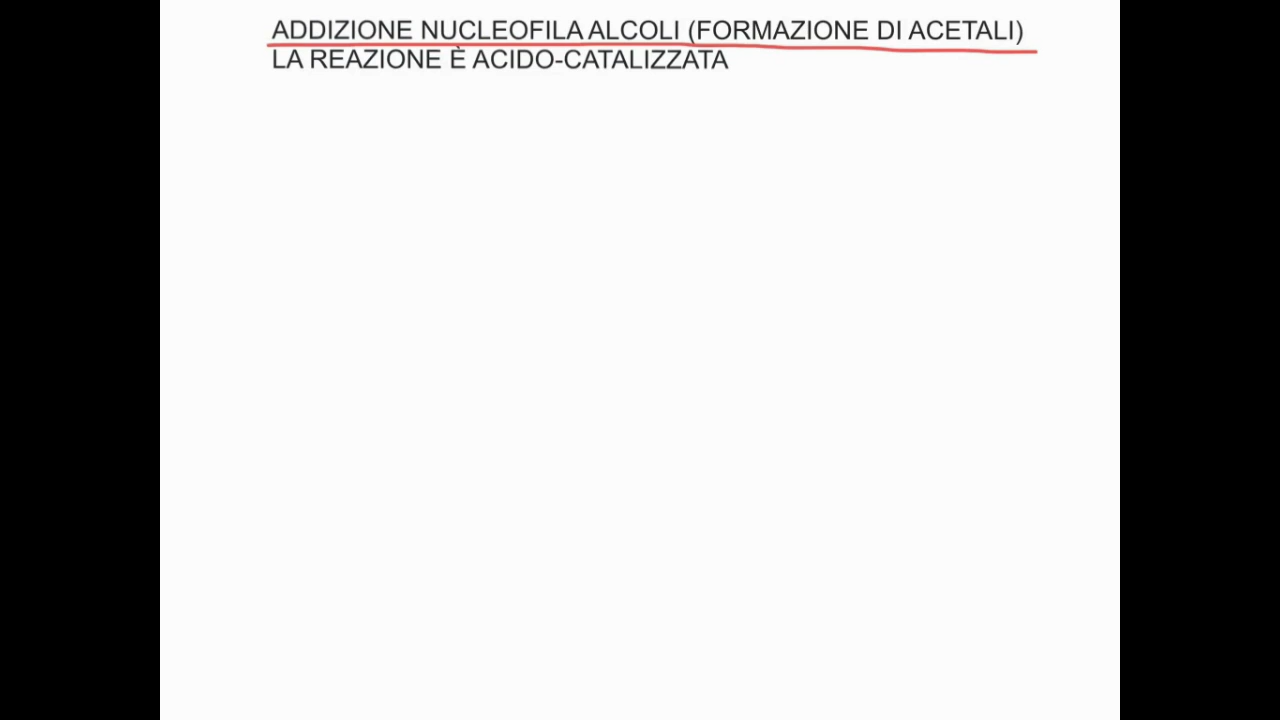 ADDIZIONE NUCLEOFILA ALCOLI (FORMAZIONE DI ACETALI)
LA REAZIONE È ACIDO-CATALIZZATA